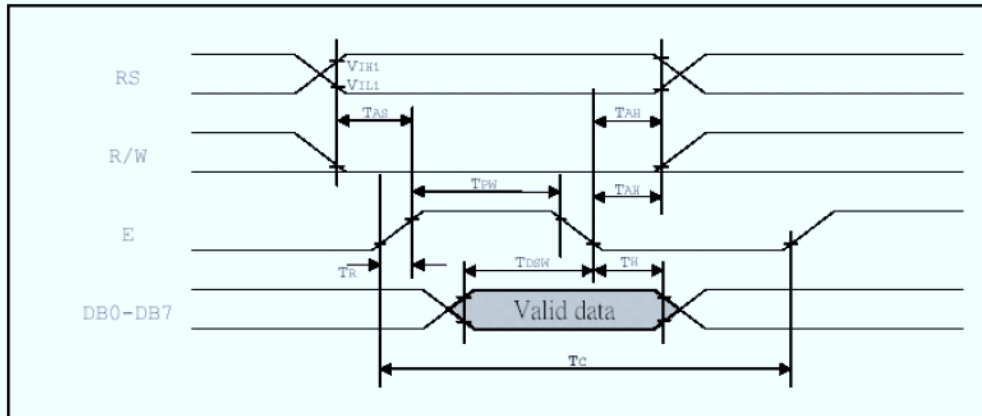 RS
VIH1
VIL1
TAS
TAH
R/W
TPW
TAH
E
TR
TDSW
TH
DB0-DB7
Valid data
TC